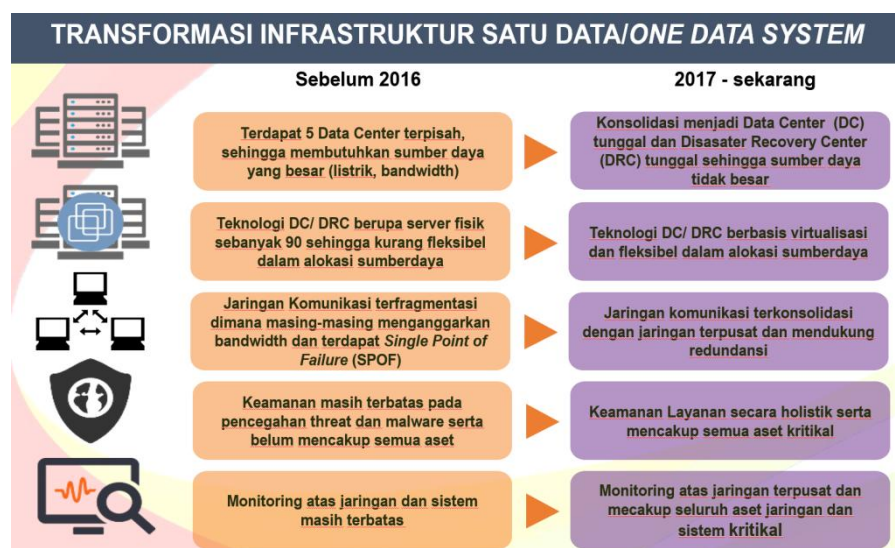 TRANSFORMASI INFRASTRUKTUR SATU DATA/ONE DATA SYSTEM
Sebelum 2016
2017 - sekarang
Terdapat 5 Data Center terpisah,
sehingga membutuhkan sumber daya
yang besar (listrik, bandwidth)
Konsolidasi menjadi Data Center (DC)
tunggal dan Disasater Recovery Center
(DRC) tunggal sehingga sumber daya
tidak besar
Teknologi DC/ DRC berupa server fisik
sebanyak 90 sehingga kurang fleksibel
dalam alokasi sumberdaya
Teknologi DC/ DRC berbasis virtualisasi
dan fleksibel dalam alokasi sumberdaya
Jaringan Komunikasi terfragmentasi
dimana masing-masing menganggarkan
bandwidth dan terdapat Single Point of
Failure (SPOF)
Jaringan komunikasi terkonsolidasi
dengan jaringan terpusat dan mendukung
redundansi
Keamanan masih terbatas pada
pencegahan threat dan malware serta
belum mencakup semua aset
Keamanan Layanan secara holistik serta
mencakup semua aset kritikal
Monitoring atas jaringan dan sistem
masih terbatas
Monitoring atas jaringan terpusat dan
mecakup seluruh aset jaringan dan
sistem kritikal